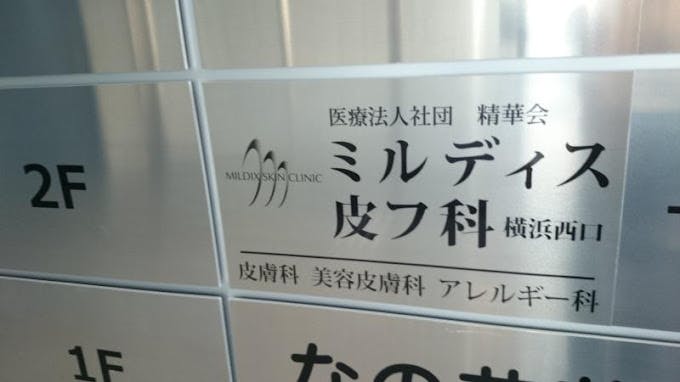 2F
医療法人社団 精華会
MILDIX SKIN CLINIC
ミルディス
皮フ科 横浜西口
皮膚科 美容皮膚科 アレルギー科
1F